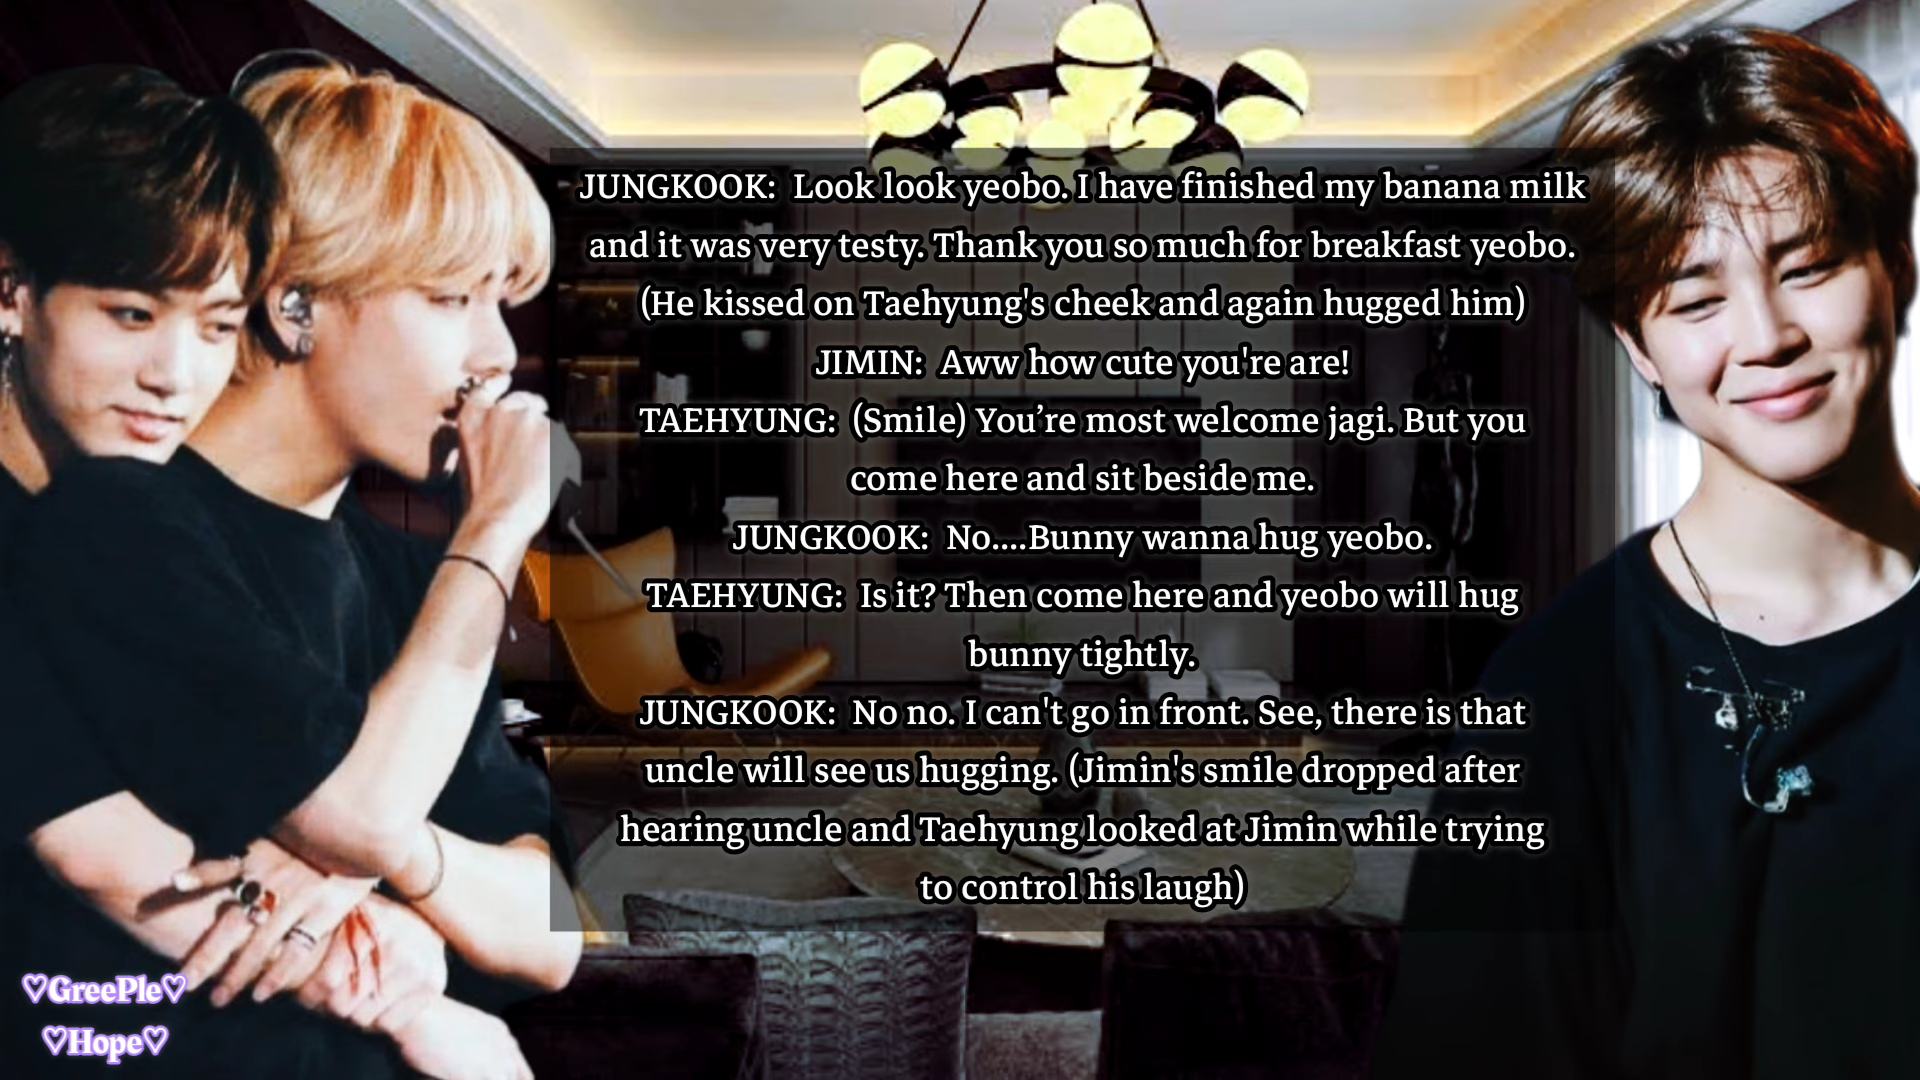 JUNGKOOK: Look look yeobo. I have finished my banana milk
and it was very testy. Thank you so much for breakfast yeobo.
(He kissed on Taehyung's cheek and again hugged him)
JIMIN: Aww how cute you're are!
TAEHYUNG: (Smile) You’re most welcome jagi. But you
come here and sit beside me.
JUNGKOOK: No....Bunny wanna hug yeobo.
TAEHYUNG: Is it? Then come here and yeobo will hug
bunny tightly.
JUNGKOOK: No no. I can't go in front. See, there is that
uncle will see us hugging. (Jimin's smile dropped after
hearing uncle and Taehyung looked at Jimin while trying
to control his laugh)
♡GreePle♡
♡Hope♡